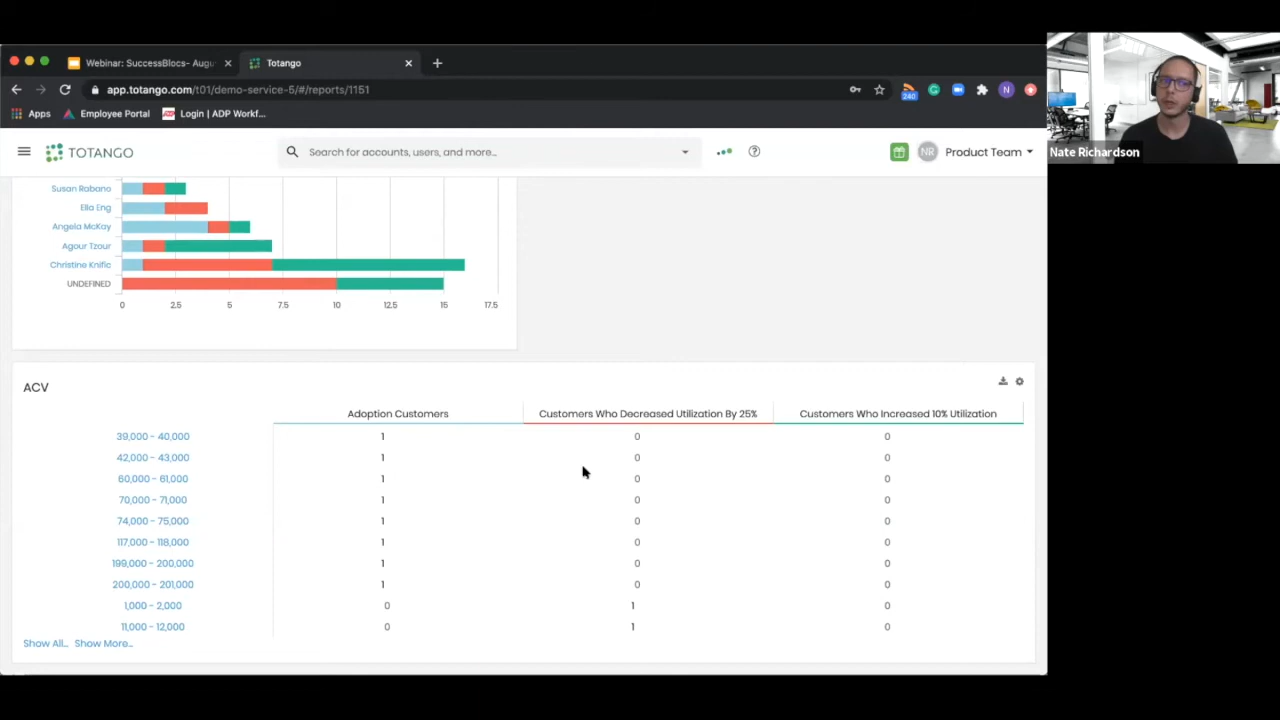 Webinar: SuccessBlocs- Augu
Totango
app.totango.com/t01/demo-service-5/#/reports/1151
240
N
Apps
Employee Portal
ADP
Login | ADP Workf...
TOTANGO
Search for accounts, users, and more...
NR
Product Team
Nate Richardson
Susan Rabano
Ella Eng
Angela McKay
Agour Tzour
Christine Knific
UNDEFINED
0 2.5 5 7.5 10 12.5 15 17.5
ACV
Adoption Customers Customers Who Decreased Utilization By 25% Customers Who Increased 10% Utilization
39,000 - 40,000 1 0 0
42,000 - 43,000 1 0 0
60,000 - 61,000 1 0 0
70,000 - 71,000 1 0 0
74,000 - 75,000 1 0 0
117,000 - 118,000 1 0 0
199,000 - 200,000 1 0 0
200,000 - 201,000 1 0 0
1,000 - 2,000 0 1 0
11,000 - 12,000 0 1 0
Show All... Show More...